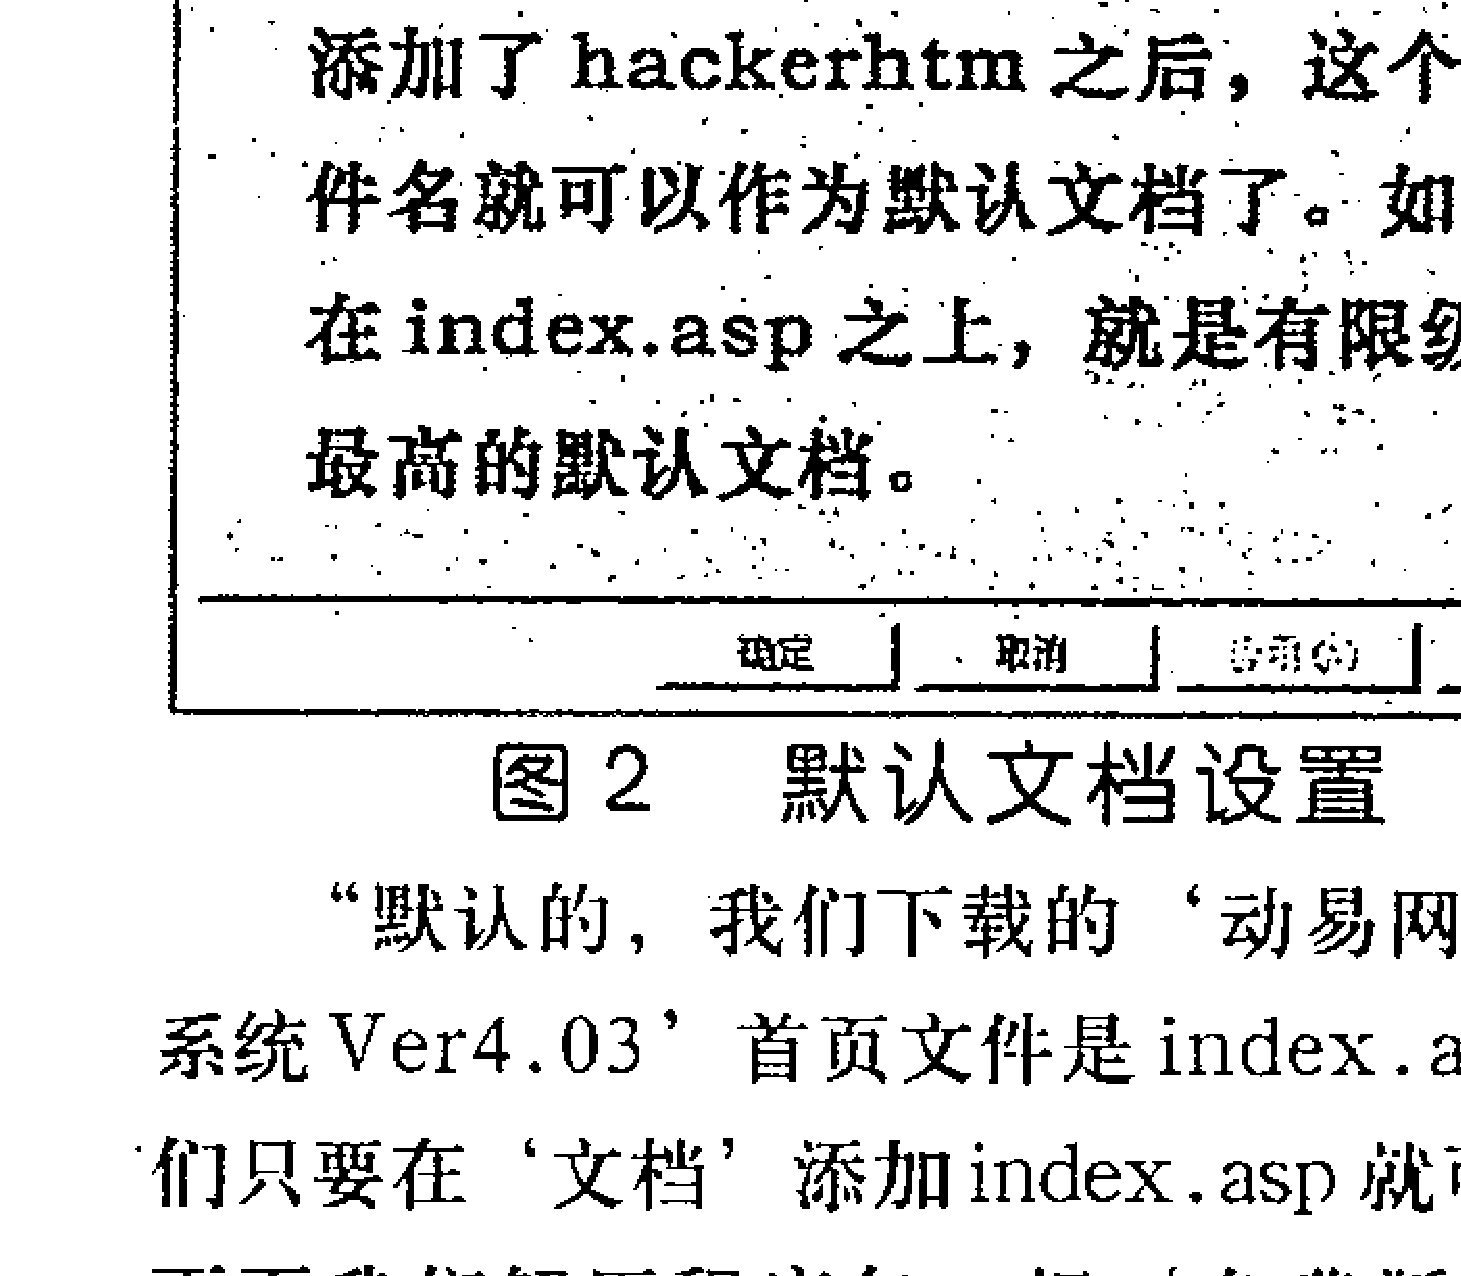 添加了 hackerhtm 之后，这个
件名就可以作为默认文档了。如
在 index.asp 之上，就是有限级
最高的默认文档。
确定 取消
图 2 默认文档设置
“默认的，我们下载的‘动易网
系统 Ver4.03’首页文件是 index.a
们只要在‘文档’添加 index.asp 就可